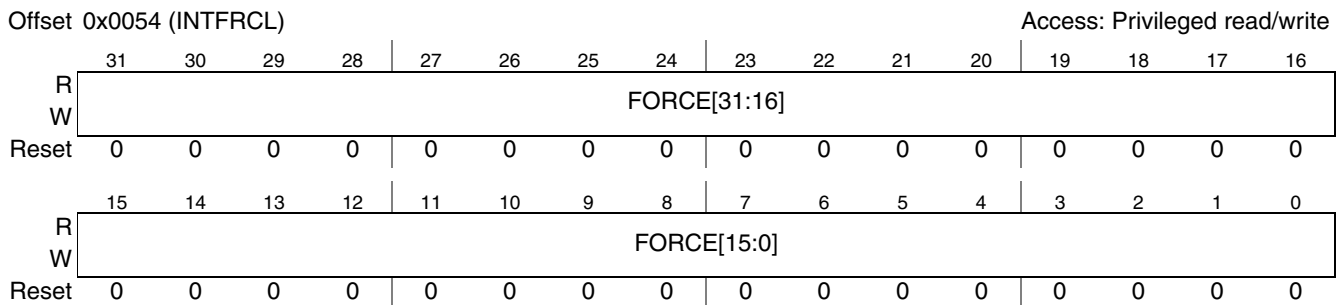 Offset 0x0054 (INTFRCL) Access: Privileged read/write
31 30 29 28 27 26 25 24 23 22 21 20 19 18 17 16
R
FORCE[31:16]
W
Reset 0 0 0 0 0 0 0 0 0 0 0 0 0 0 0 0
15 14 13 12 11 10 9 8 7 6 5 4 3 2 1 0
R
FORCE[15:0]
W
Reset 0 0 0 0 0 0 0 0 0 0 0 0 0 0 0 0